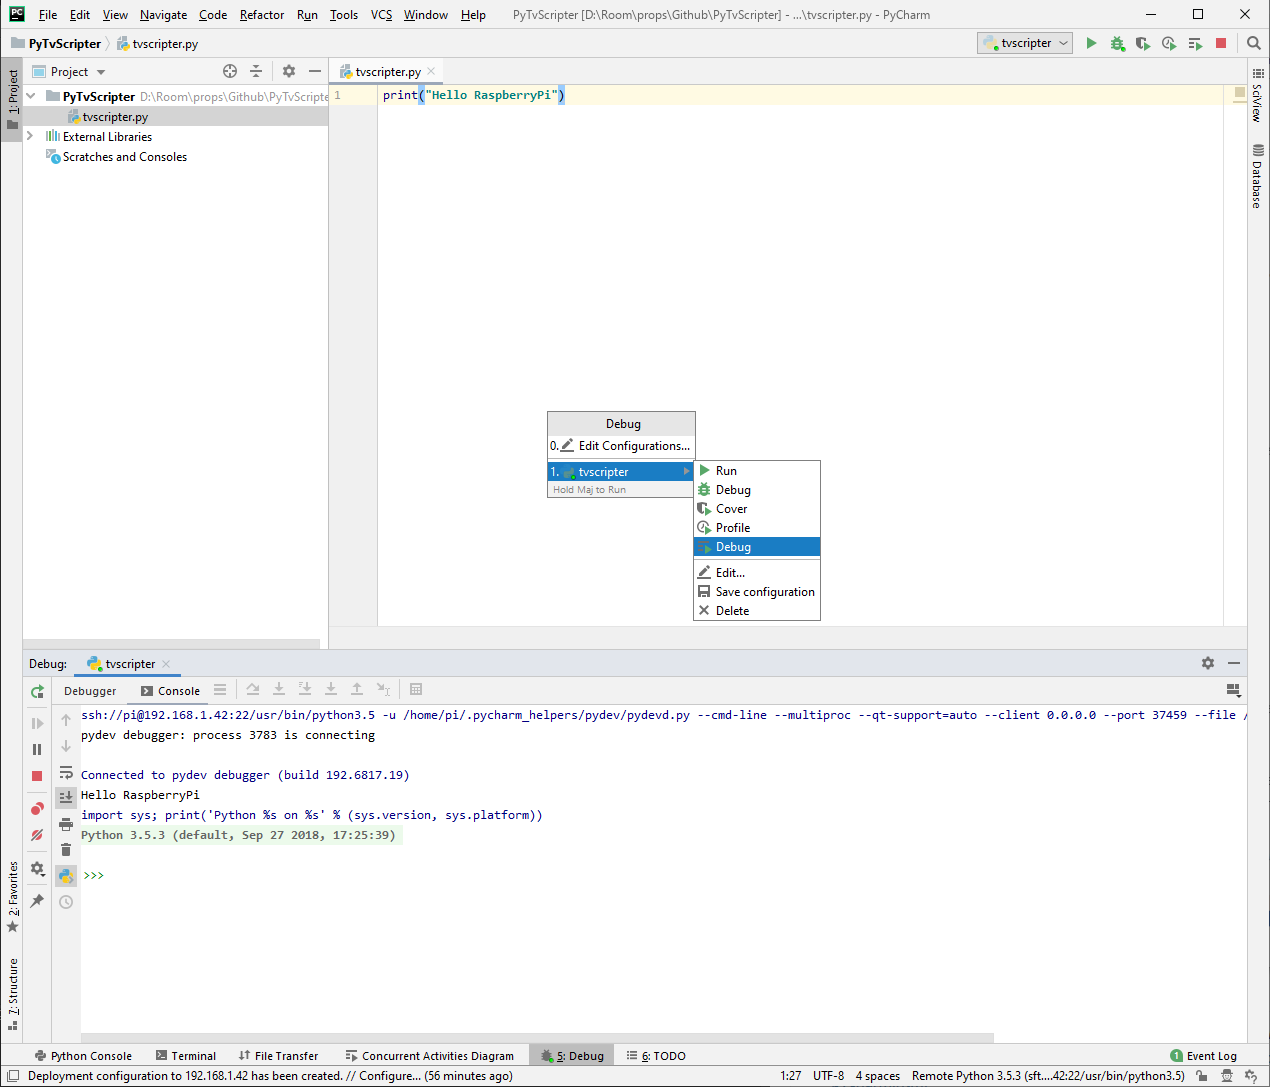 PC File Edit View Navigate Code Refactor Run Tools VCS Window Help PyTvScripter [D:\Room\props\Github\PyTvScripter] - ...\tvscripter.py - PyCharm
PyTvScripter tvscripter.py tvscripter
1: Project
Project
tvscripter.py
PyTvScripter D:\Room\props\Github\PyTvScripte
tvscripter.py
External Libraries
Scratches and Consoles
1 print("Hello RaspberryPi")
SciView
Database
Debug
0. Edit Configurations...
1. tvscripter
Hold Maj to Run
Run
Debug
Cover
Profile
Debug
Edit...
Save configuration
Delete
Debug: tvscripter
Debugger Console
ssh://pi@192.168.1.42:22/usr/bin/python3.5 -u /home/pi/.pycharm_helpers/pydev/pydevd.py --cmd-line --multiproc --qt-support=auto --client 0.0.0.0 --port 37459 --file /
pydev debugger: process 3783 is connecting
Connected to pydev debugger (build 192.6817.19)
Hello RaspberryPi
import sys; print('Python %s on %s' % (sys.version, sys.platform))
Python 3.5.3 (default, Sep 27 2018, 17:25:39)
>>>
2: Favorites
7: Structure
Python Console Terminal File Transfer Concurrent Activities Diagram 5: Debug 6: TODO 1 Event Log
Deployment configuration to 192.168.1.42 has been created. // Configure... (56 minutes ago) 1:27 UTF-8 4 spaces Remote Python 3.5.3 (sft....42:22/usr/bin/python3.5)